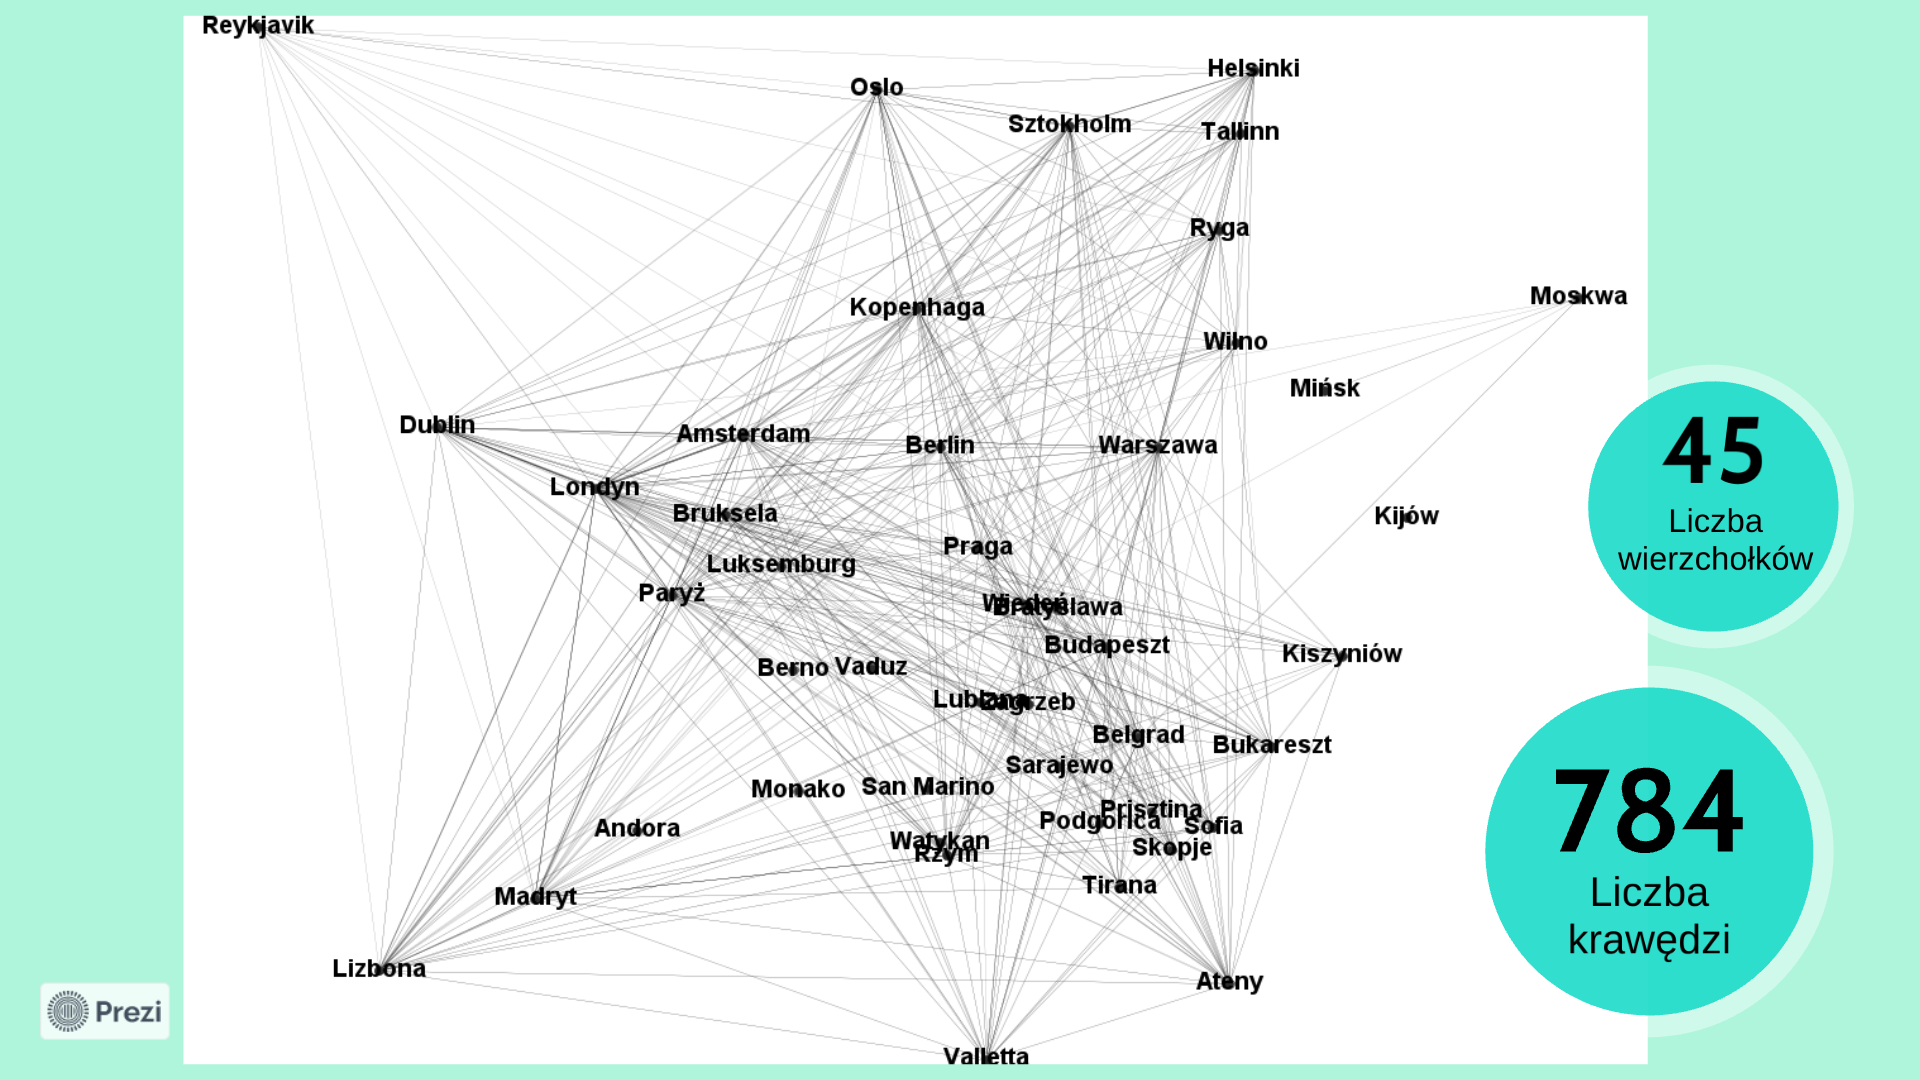 Reykjavik
Helsinki
Oslo
Sztokholm
Tallinn
Ryga
Moskwa
Kopenhaga
Wilno
Mińsk
Dublin
Amsterdam
Berlin
Warszawa
45
Liczba
wierzchołków
Londyn
Bruksela
Kijów
Praga
Luksemburg
Paryż
Wiedeń
Bratysława
Budapeszt
Kiszyniów
Berno
Vaduz
Lublana
Zagrzeb
Belgrad
Bukareszt
Sarajewo
Monako
San Marino
Prisztina
Podgorica
Sofia
Andora
Watykan
Rzym
Skopje
784
Liczba
krawędzi
Tirana
Madryt
Lizbona
Ateny
Prezi
Valletta